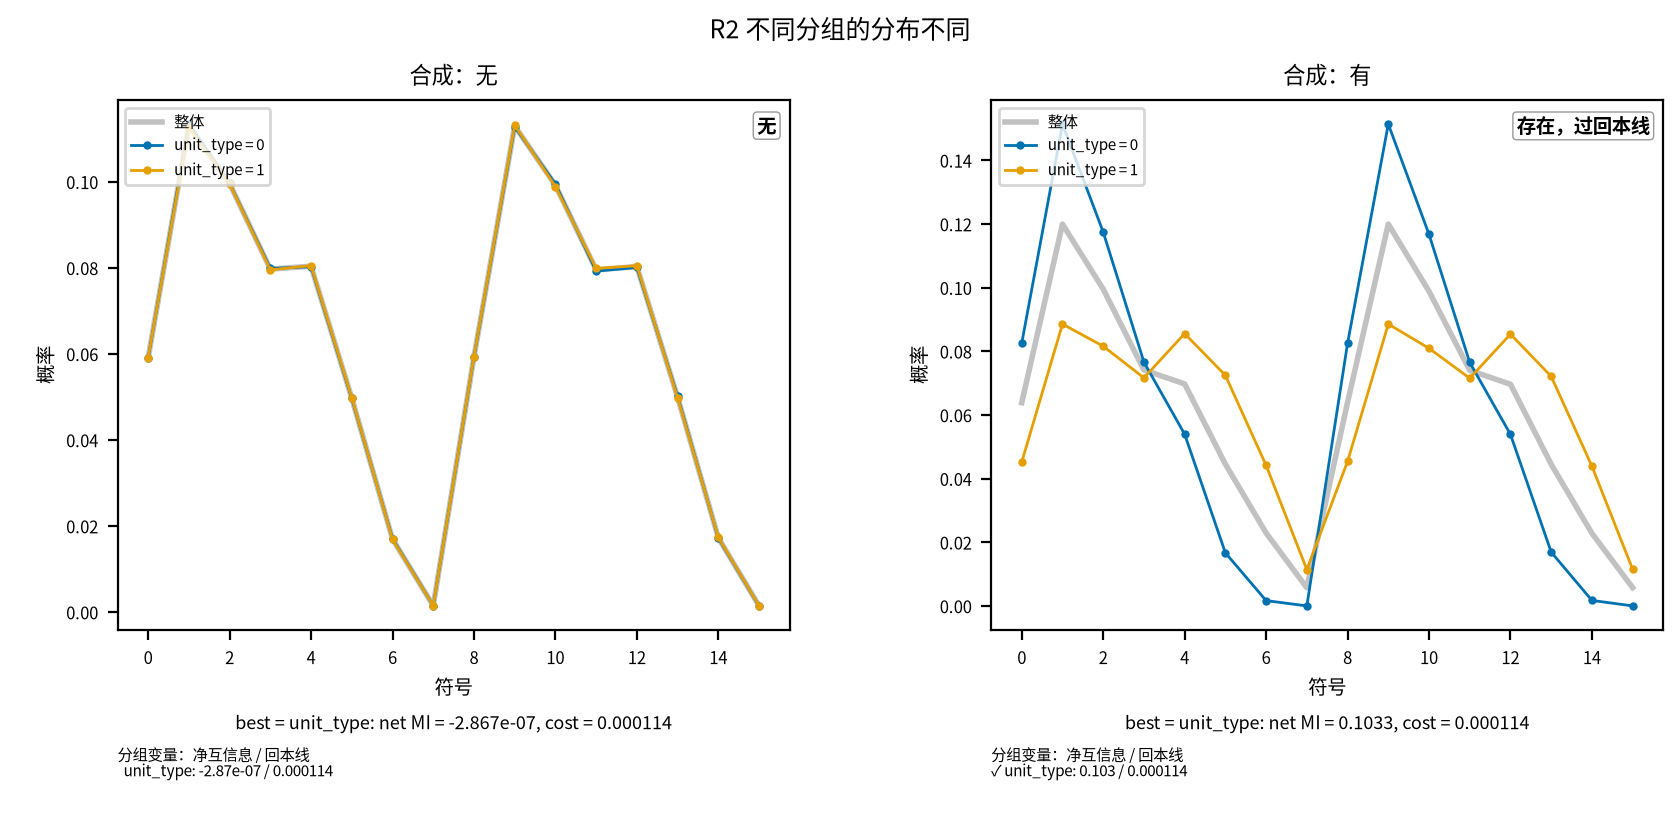 R2 不同分组的分布不同
合成：无
整体
unit_type = 0
unit_type = 1
无
概率
0.10
0.08
0.06
0.04
0.02
0.00
0 2 4 6 8 10 12 14
符号
best = unit_type: net MI = -2.867e-07, cost = 0.000114
分组变量：净互信息 / 回本线
unit_type: -2.87e-07 / 0.000114
合成：有
整体
unit_type = 0
unit_type = 1
存在，过回本线
概率
0.14
0.12
0.10
0.08
0.06
0.04
0.02
0.00
0 2 4 6 8 10 12 14
符号
best = unit_type: net MI = 0.1033, cost = 0.000114
分组变量：净互信息 / 回本线
✓ unit_type: 0.103 / 0.000114